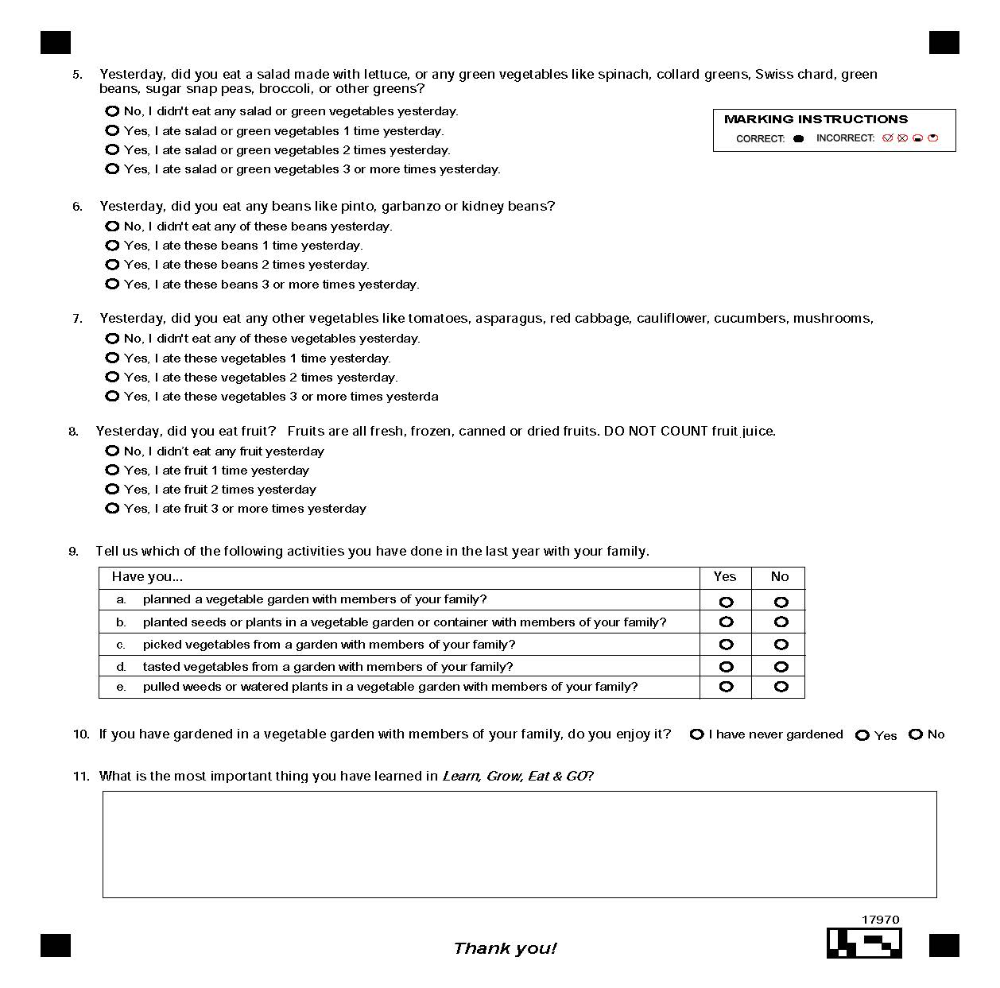 5. Yesterday, did you eat a salad made with lettuce, or any green vegetables like spinach, collard greens, Swiss chard, green
beans, sugar snap peas, broccoli, or other greens?
No, I didn't eat any salad or green vegetables yesterday.
Yes, I ate salad or green vegetables 1 time yesterday.
Yes, I ate salad or green vegetables 2 times yesterday.
Yes, I ate salad or green vegetables 3 or more times yesterday.
MARKING INSTRUCTIONS
CORRECT: INCORRECT:
6. Yesterday, did you eat any beans like pinto, garbanzo or kidney beans?
No, I didn't eat any of these beans yesterday.
Yes, I ate these beans 1 time yesterday.
Yes, I ate these beans 2 times yesterday.
Yes, I ate these beans 3 or more times yesterday.
7. Yesterday, did you eat any other vegetables like tomatoes, asparagus, red cabbage, cauliflower, cucumbers, mushrooms,
No, I didn't eat any of these vegetables yesterday.
Yes, I ate these vegetables 1 time yesterday.
Yes, I ate these vegetables 2 times yesterday.
Yes, I ate these vegetables 3 or more times yesterda
8. Yesterday, did you eat fruit? Fruits are all fresh, frozen, canned or dried fruits. DO NOT COUNT fruit juice.
No, I didn’t eat any fruit yesterday
Yes, I ate fruit 1 time yesterday
Yes, I ate fruit 2 times yesterday
Yes, I ate fruit 3 or more times yesterday
9. Tell us which of the following activities you have done in the last year with your family.
Have you... Yes No
a. planned a vegetable garden with members of your family?
b. planted seeds or plants in a vegetable garden or container with members of your family?
c. picked vegetables from a garden with members of your family?
d. tasted vegetables from a garden with members of your family?
e. pulled weeds or watered plants in a vegetable garden with members of your family?
10. If you have gardened in a vegetable garden with members of your family, do you enjoy it? I have never gardened Yes No
11. What is the most important thing you have learned in Learn, Grow, Eat & GO?
17970
Thank you!